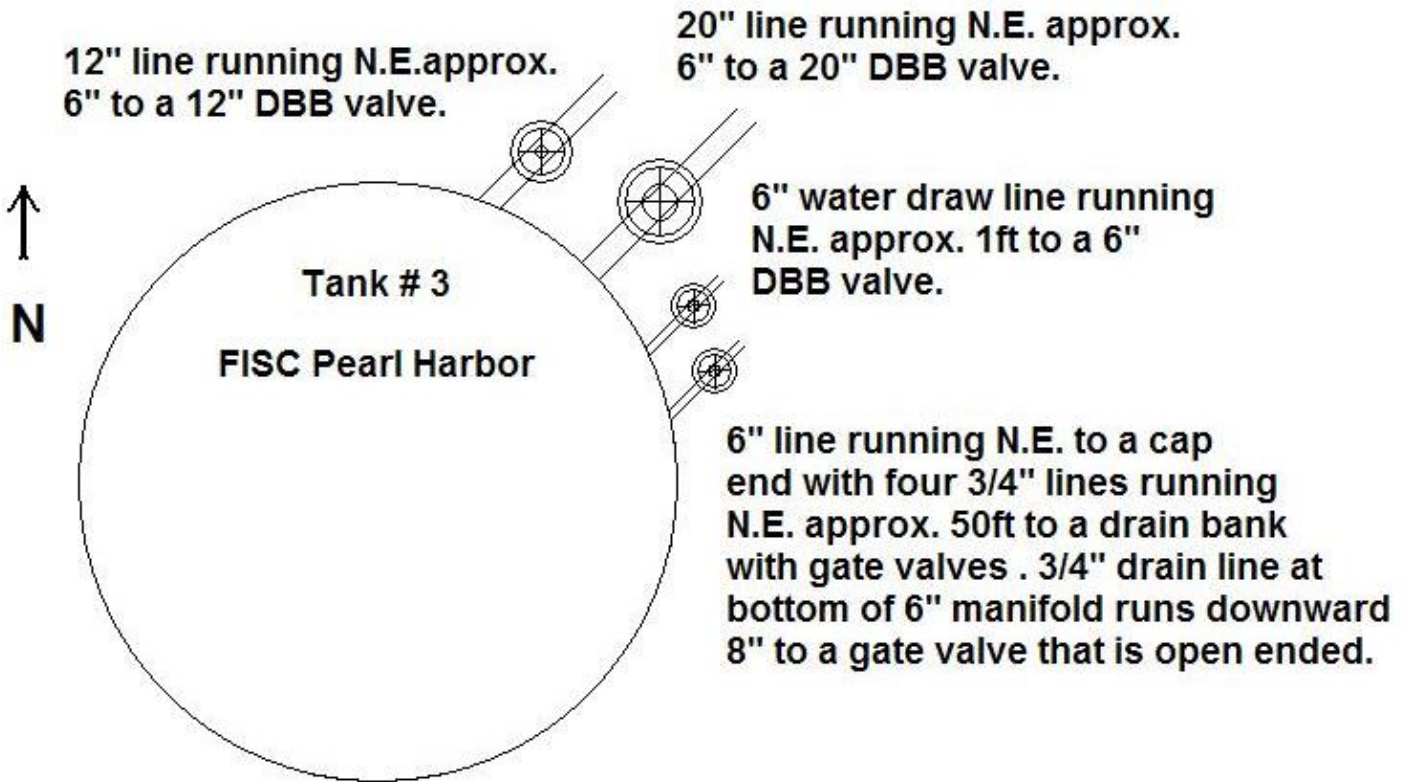 12" line running N.E.approx.
6" to a 12" DBB valve.
20" line running N.E. approx.
6" to a 20" DBB valve.
N
Tank # 3
FISC Pearl Harbor
6" water draw line running
N.E. approx. 1ft to a 6"
DBB valve.
6" line running N.E. to a cap
end with four 3/4" lines running
N.E. approx. 50ft to a drain bank
with gate valves . 3/4" drain line at
bottom of 6" manifold runs downward
8" to a gate valve that is open ended.